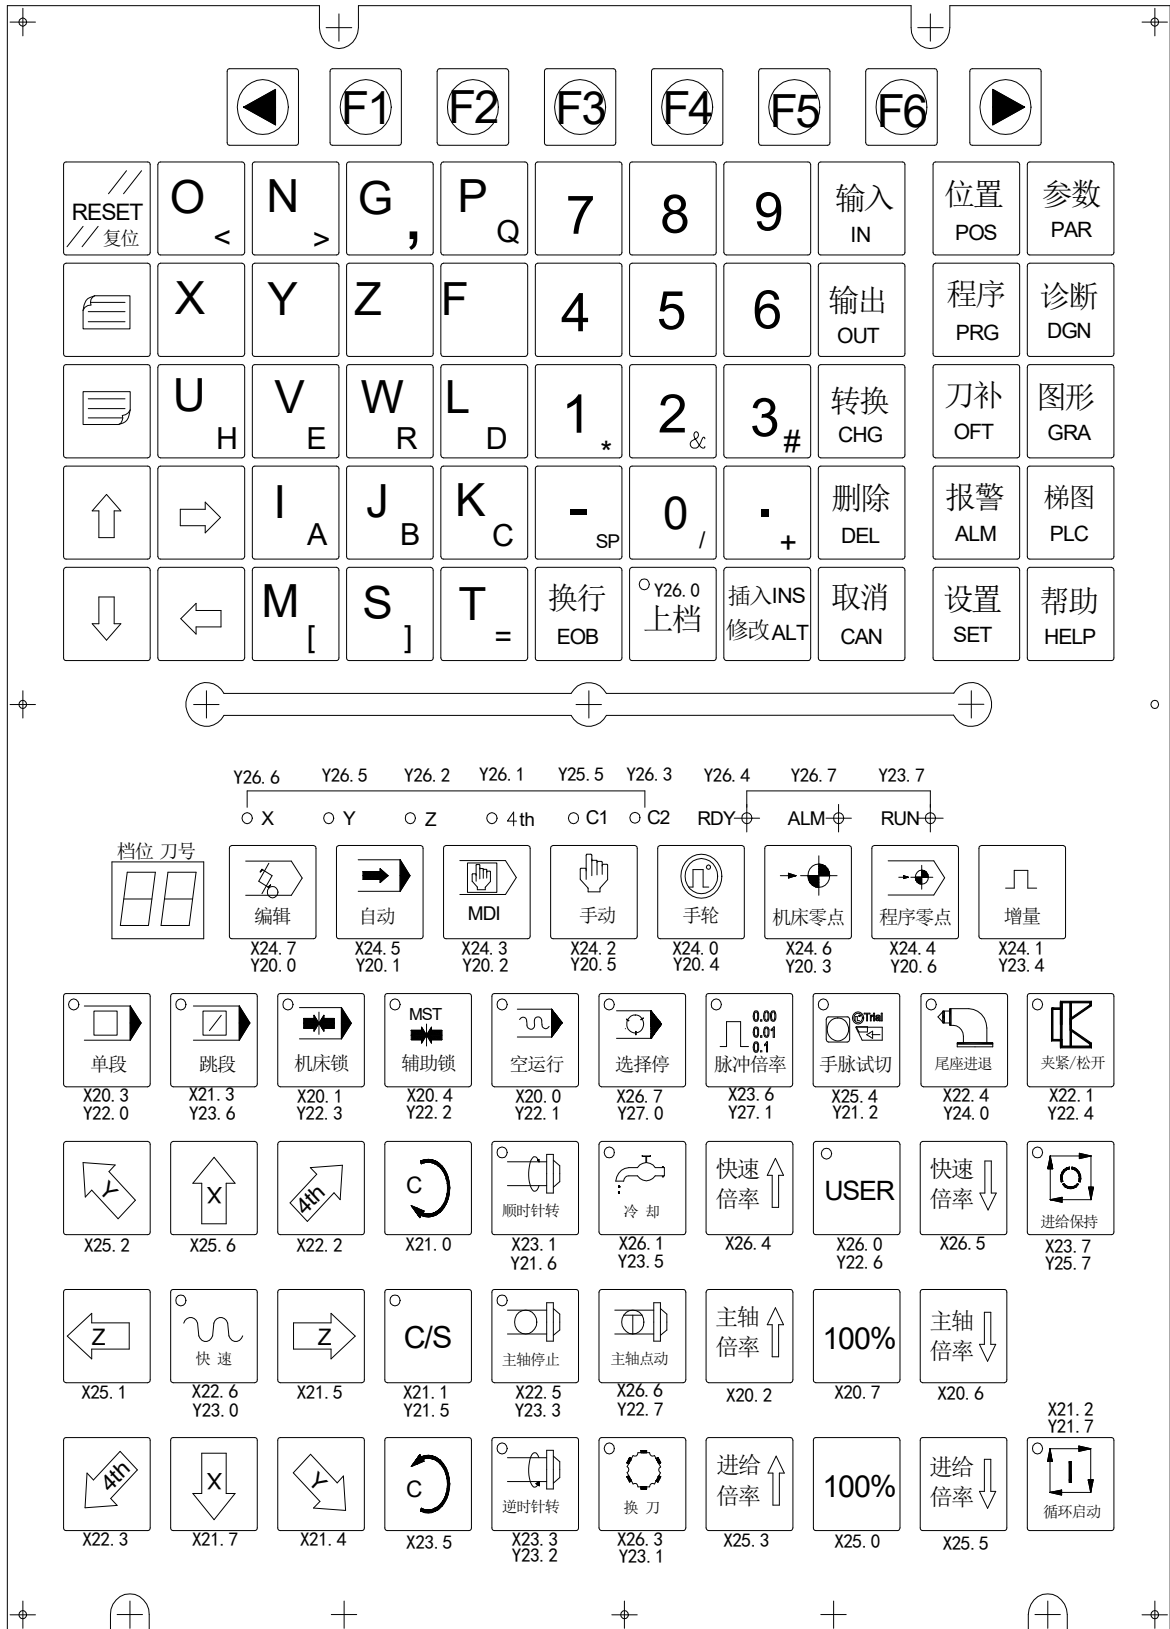 F1 F2 F3 F4 F5 F6
// RESET // 复位
O <
N >
G ,
P Q
7
8
9
输入 IN
位置 POS
参数 PAR
X
Y
Z
F
4
5
6
输出 OUT
程序 PRG
诊断 DGN
U H
V E
W R
L D
1 *
2 &
3 #
转换 CHG
刀补 OFT
图形 GRA
I A
J B
K C
- SP
0 /
. +
删除 DEL
报警 ALM
梯图 PLC
M [
S ]
T =
换行 EOB
Y26.0 上档
插入INS 修改ALT
取消 CAN
设置 SET
帮助 HELP
Y26.6 Y26.5 Y26.2 Y26.1 Y25.5 Y26.3 Y26.4 Y26.7 Y23.7
X Y Z 4th C1 C2 RDY ALM RUN
档位 刀号
编辑 自动 MDI 手动 手轮 机床零点 程序零点 增量
X24.7 X24.5 X24.3 X24.2 X24.0 X24.6 X24.4 X24.1
Y20.0 Y20.1 Y20.2 Y20.5 Y20.4 Y20.3 Y20.6 Y23.4
MST
0.00
0.01
0.1
©Trial
单段 跳段 机床锁 辅助锁 空运行 选择停 脉冲倍率 手脉试切 尾座进退 夹紧/松开
X20.3 X21.3 X20.1 X20.4 X20.0 X26.7 X23.6 X25.4 X22.4 X22.1
Y22.0 Y23.6 Y22.3 Y22.2 Y22.1 Y27.0 Y27.1 Y21.2 Y24.0 Y22.4
Y X 4th C 顺时针转 冷却 快速倍率 USER 快速倍率 进给保持
X25.2 X25.6 X22.2 X21.0 X23.1 X26.1 X26.4 X26.0 X26.5 X23.7
Y21.6 Y23.5 Y22.6 Y25.7
Z 快速 Z C/S 主轴停止 主轴点动 主轴倍率 100% 主轴倍率
X25.1 X22.6 X21.5 X21.1 X22.5 X26.6 X20.2 X20.7 X20.6
Y23.0 Y21.5 Y23.3 Y22.7
X21.2
Y21.7
4th X Y C 逆时针转 换刀 进给倍率 100% 进给倍率 循环启动
X22.3 X21.7 X21.4 X23.5 X23.3 X26.3 X25.3 X25.0 X25.5
Y23.2 Y23.1